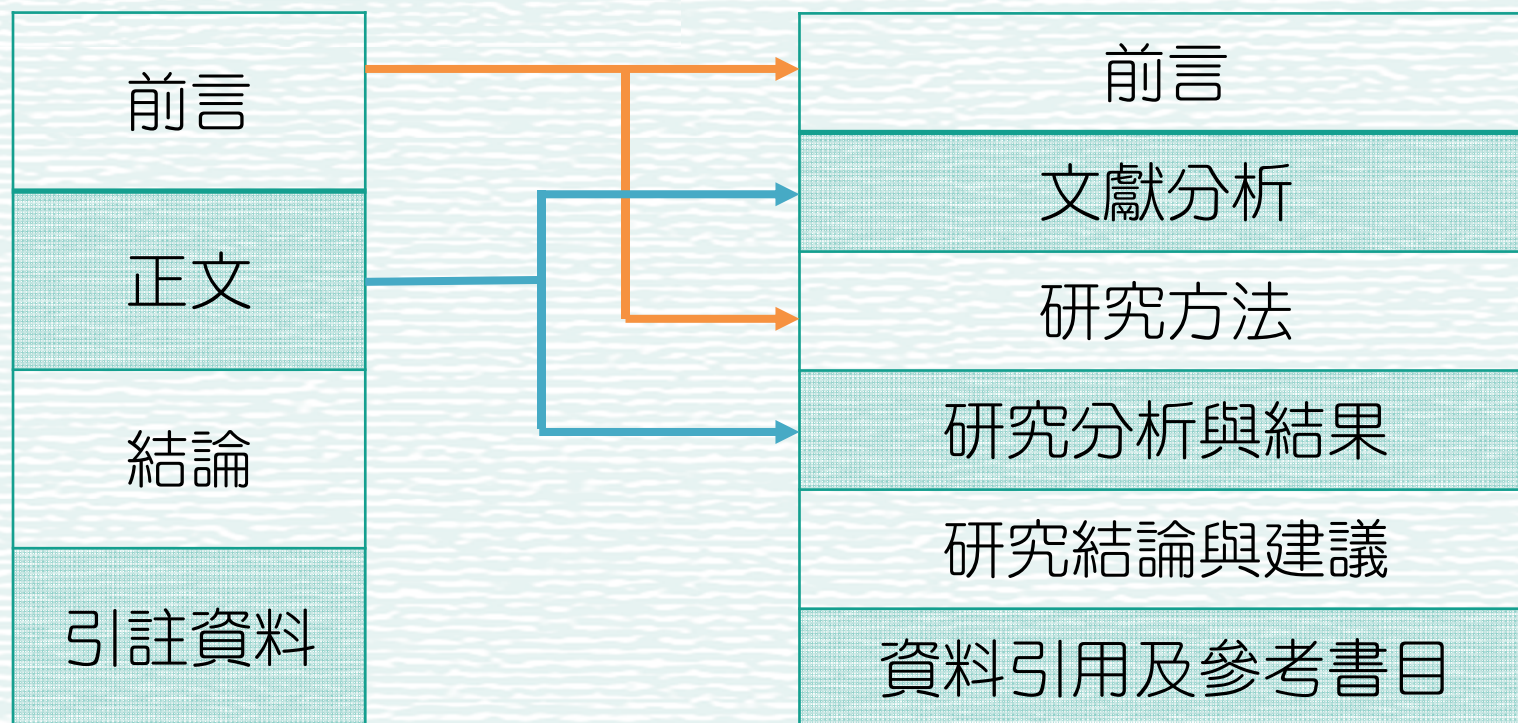 前言
正文
結論
引註資料
前言
文獻分析
研究方法
研究分析與結果
研究結論與建議
資料引用及參考書目